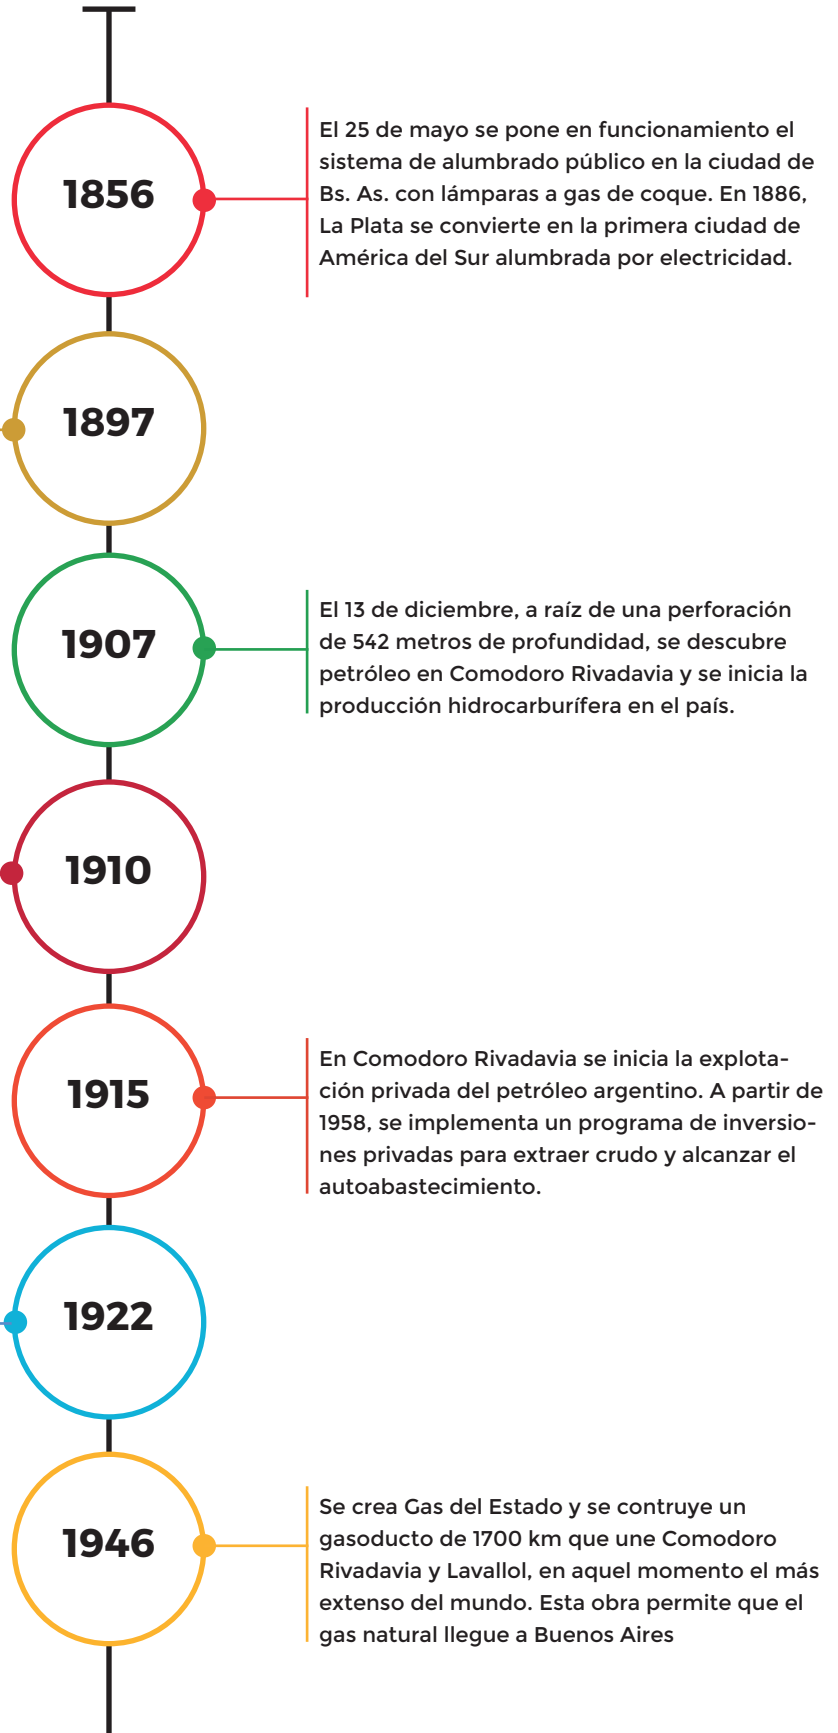 1856
El 25 de mayo se pone en funcionamiento el
sistema de alumbrado público en la ciudad de
Bs. As. con lámparas a gas de coque. En 1886,
La Plata se convierte en la primera ciudad de
América del Sur alumbrada por electricidad.
1897
1907
El 13 de diciembre, a raíz de una perforación
de 542 metros de profundidad, se descubre
petróleo en Comodoro Rivadavia y se inicia la
producción hidrocarburífera en el país.
1910
1915
En Comodoro Rivadavia se inicia la explota-
ción privada del petróleo argentino. A partir de
1958, se implementa un programa de inversio-
nes privadas para extraer crudo y alcanzar el
autoabastecimiento.
1922
1946
Se crea Gas del Estado y se contruye un
gasoducto de 1700 km que une Comodoro
Rivadavia y Lavallol, en aquel momento el más
extenso del mundo. Esta obra permite que el
gas natural llegue a Buenos Aires